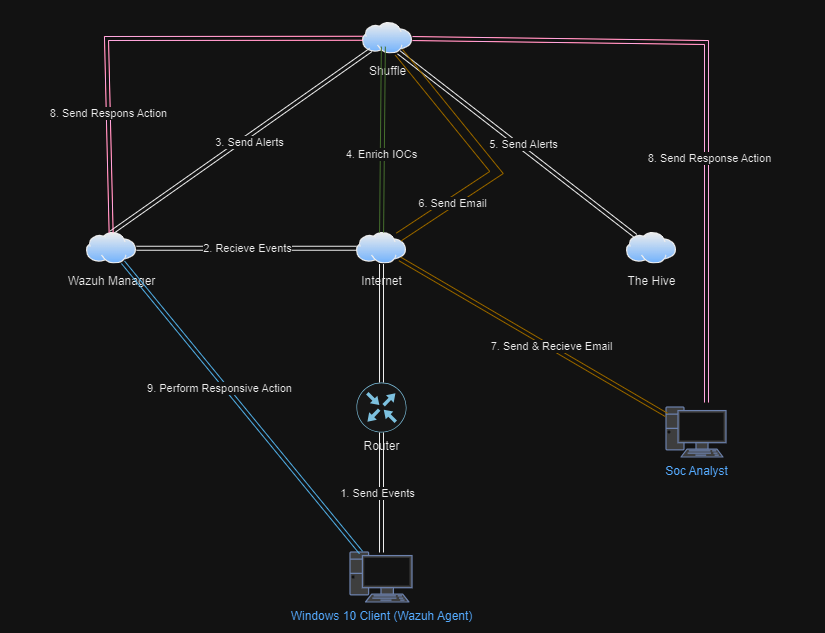 Shuffle
8. Send Respons Action
3. Send Alerts
5. Send Alerts
4. Enrich IOCs
8. Send Response Action
6. Send Email
2. Recieve Events
Wazuh Manager
Internet
The Hive
7. Send & Recieve Email
9. Perform Responsive Action
Router
Soc Analyst
1. Send Events
Windows 10 Client (Wazuh Agent)